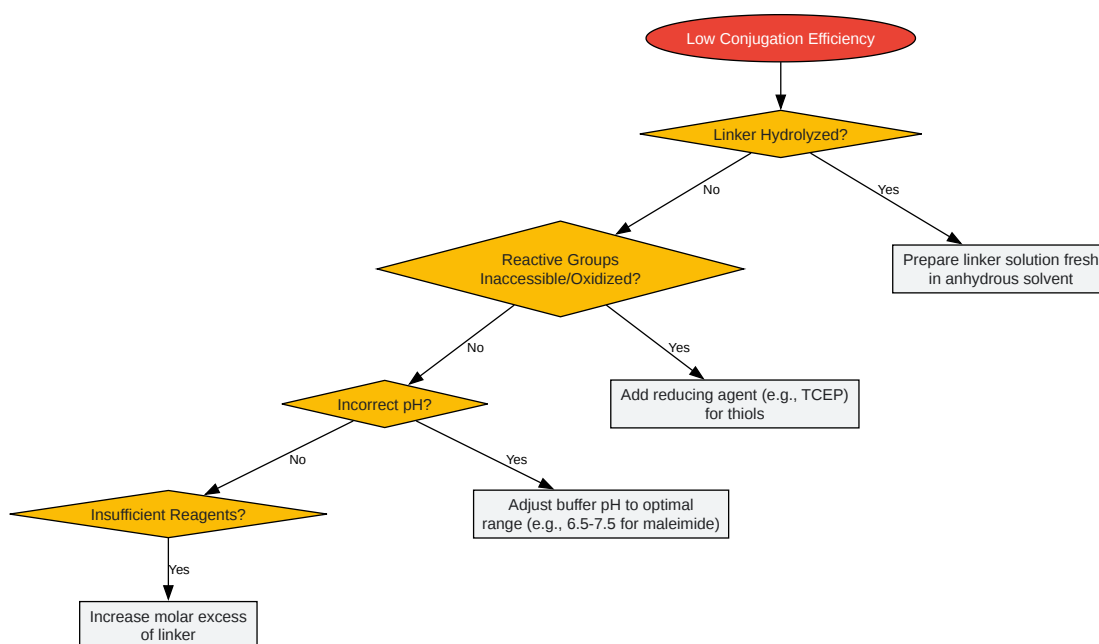 Low Conjugation Efficiency
Linker Hydrolyzed?
No
Yes
Reactive Groups
Inaccessible/Oxidized?
Prepare linker solution fresh
in anhydrous solvent
No
Yes
Incorrect pH?
Add reducing agent (e.g., TCEP)
for thiols
No
Yes
Insufficient Reagents?
Adjust buffer pH to optimal
range (e.g., 6.5-7.5 for maleimide)
Yes
Increase molar excess
of linker